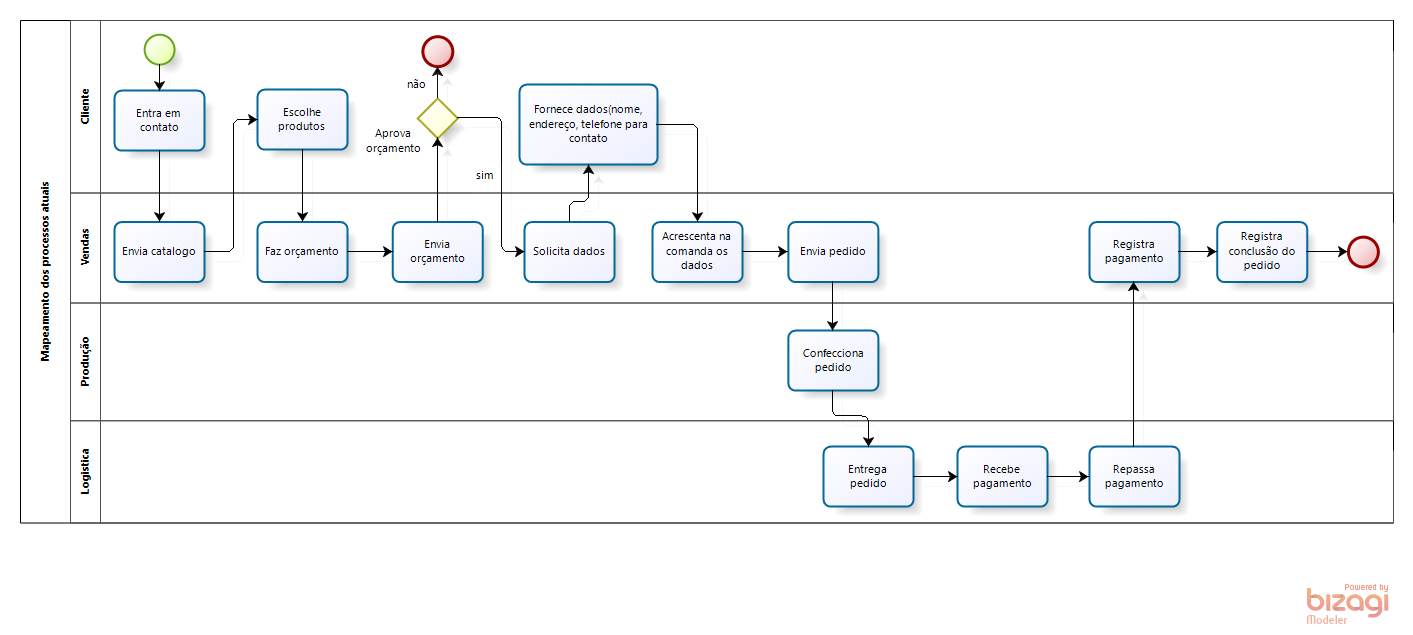 Mapeamento dos processos atuais
Cliente
Entra em
contato
Escolhe
produtos
não
Aprova
orçamento
sim
Fornece dados(nome,
endereço, telefone para
contato
Vendas
Envia catalogo
Faz orçamento
Envia
orçamento
Solicita dados
Acrescenta na
comanda os
dados
Envia pedido
Registra
pagamento
Registra
conclusão do
pedido
Produção
Confecciona
pedido
Logistica
Entrega
pedido
Recebe
pagamento
Repassa
pagamento
Powered by
bizagi
Modeler